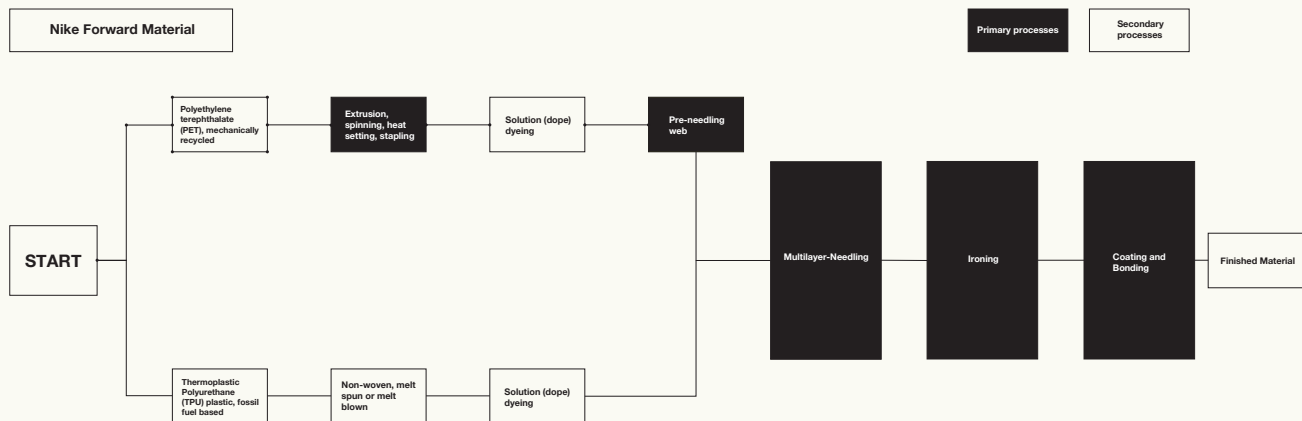 Nike Forward Material
Primary processes
Secondary
processes
Polyethylene
terephthalate
(PET), mechanically
recycled
Extrusion,
spinning, heat
setting, stapling
Solution (dope)
dyeing
Pre-needling
web
START
Multilayer-Needling
Ironing
Coating and
Bonding
Finished Material
Thermoplastic
Polyurethane
(TPU) plastic, fossil
fuel based
Non-woven, melt
spun or melt
blown
Solution (dope)
dyeing